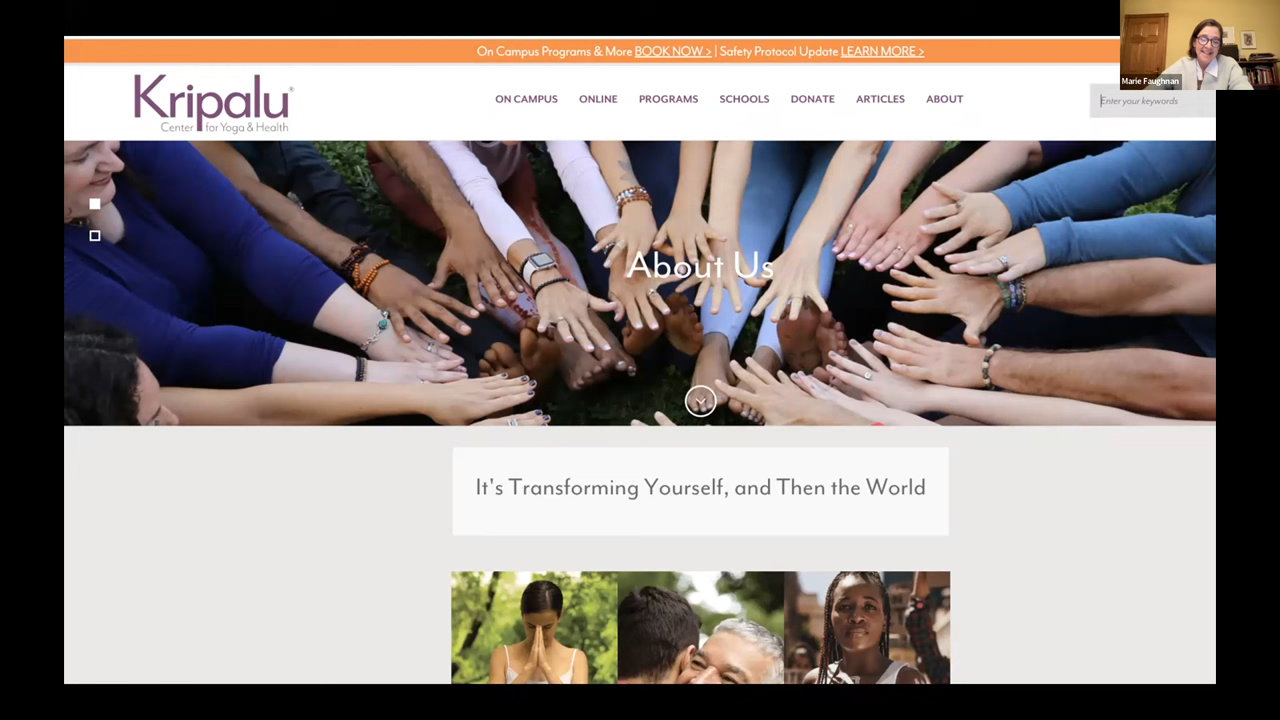 On Campus Programs & More BOOK NOW > | Safety Protocol Update LEARN MORE >
Marie Faughnan
Kripalu®
Center for Yoga & Health
ON CAMPUS ONLINE PROGRAMS SCHOOLS DONATE ARTICLES ABOUT
Enter your keywords
About Us
It's Transforming Yourself, and Then the World